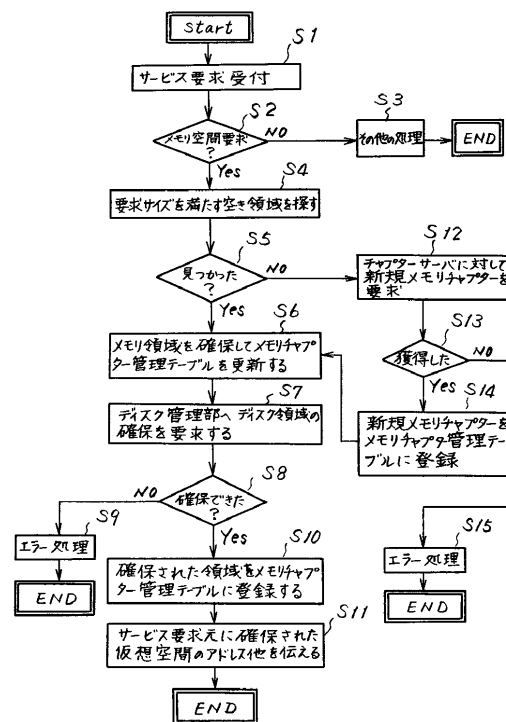 start
S1
サービス要求受付
S2
メモリ空間要求
?
NO
Yes
S3
その他の処理
END
S4
要求サイズを満たす空き領域を探す
S5
見つかった
?
NO
Yes
S6
メモリ領域を確保してメモリチャプ
ター管理テーブルを更新する
S7
ディスク管理部へディスク領域の
確保を要求する
S8
確保できた
?
NO
Yes
S9
エラー処理
END
S10
確保された領域をメモリチャプ
ター管理テーブルに登録する
S11
サービス要求元に確保された
仮想空間のアドレス他を伝える
END
S12
チャプターサーバに対して
新規メモリチャプターを
要求
S13
獲得した
NO
Yes
S14
新規メモリチャプターを
メモリチャプタ管理テー
ブルに登録
S15
エラー処理
END